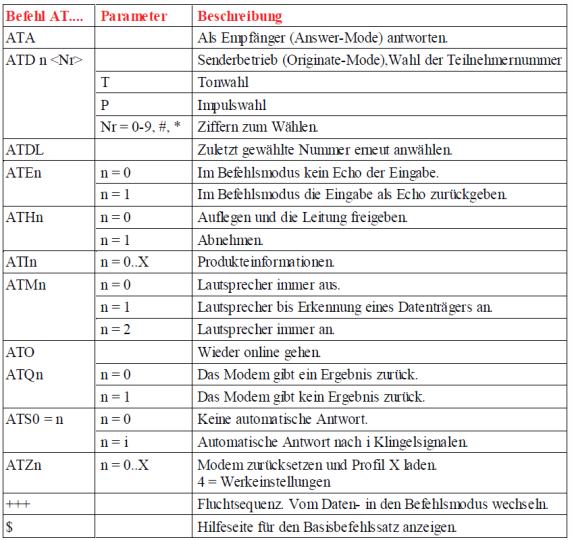 Befehl AT.... Parameter Beschreibung
ATA Als Empfänger (Answer-Mode) antworten.
ATD n <Nr> Senderbetrieb (Originate-Mode),Wahl der Teilnehmernummer
T Tonwahl
P Impulswahl
Nr = 0-9, #, * Ziffern zum Wählen.
ATDL Zuletzt gewählte Nummer erneut anwählen.
ATEn n = 0 Im Befehlsmodus kein Echo der Eingabe.
n = 1 Im Befehlsmodus die Eingabe als Echo zurückgeben.
ATHn n = 0 Auflegen und die Leitung freigeben.
n = 1 Abnehmen.
ATIn n = 0..X Produkteinformationen.
ATMn n = 0 Lautsprecher immer aus.
n = 1 Lautsprecher bis Erkennung eines Datenträgers an.
n = 2 Lautsprecher immer an.
ATO Wieder online gehen.
ATQn n = 0 Das Modem gibt ein Ergebnis zurück.
n = 1 Das Modem gibt kein Ergebnis zurück.
ATS0 = n n = 0 Keine automatische Antwort.
n = i Automatische Antwort nach i Klingelsignalen.
ATZn n = 0..X Modem zurücksetzen und Profil X laden.
4 = Werkeinstellungen
+++ Fluchtsequenz. Vom Daten- in den Befehlsmodus wechseln.
$ Hilfeseite für den Basisbefehlssatz anzeigen.